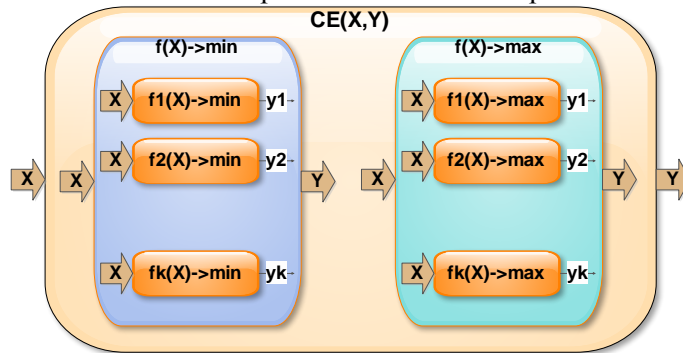 CE(X,Y)
f(X)->min
f(X)->max
X f1(X)->min y1
X f1(X)->max y1
X f2(X)->min y2
X f2(X)->max y2
X X Y X Y Y
X fk(X)->min yk
X fk(X)->max yk